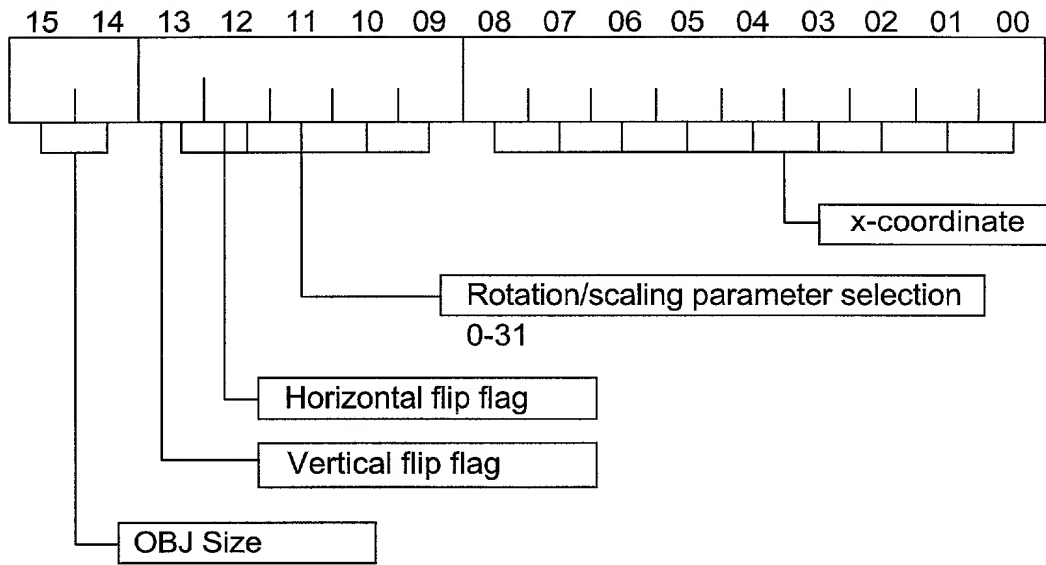 15 14 13 12 11 10 09 08 07 06 05 04 03 02 01 00
x-coordinate
Rotation/scaling parameter selection
0-31
Horizontal flip flag
Vertical flip flag
OBJ Size